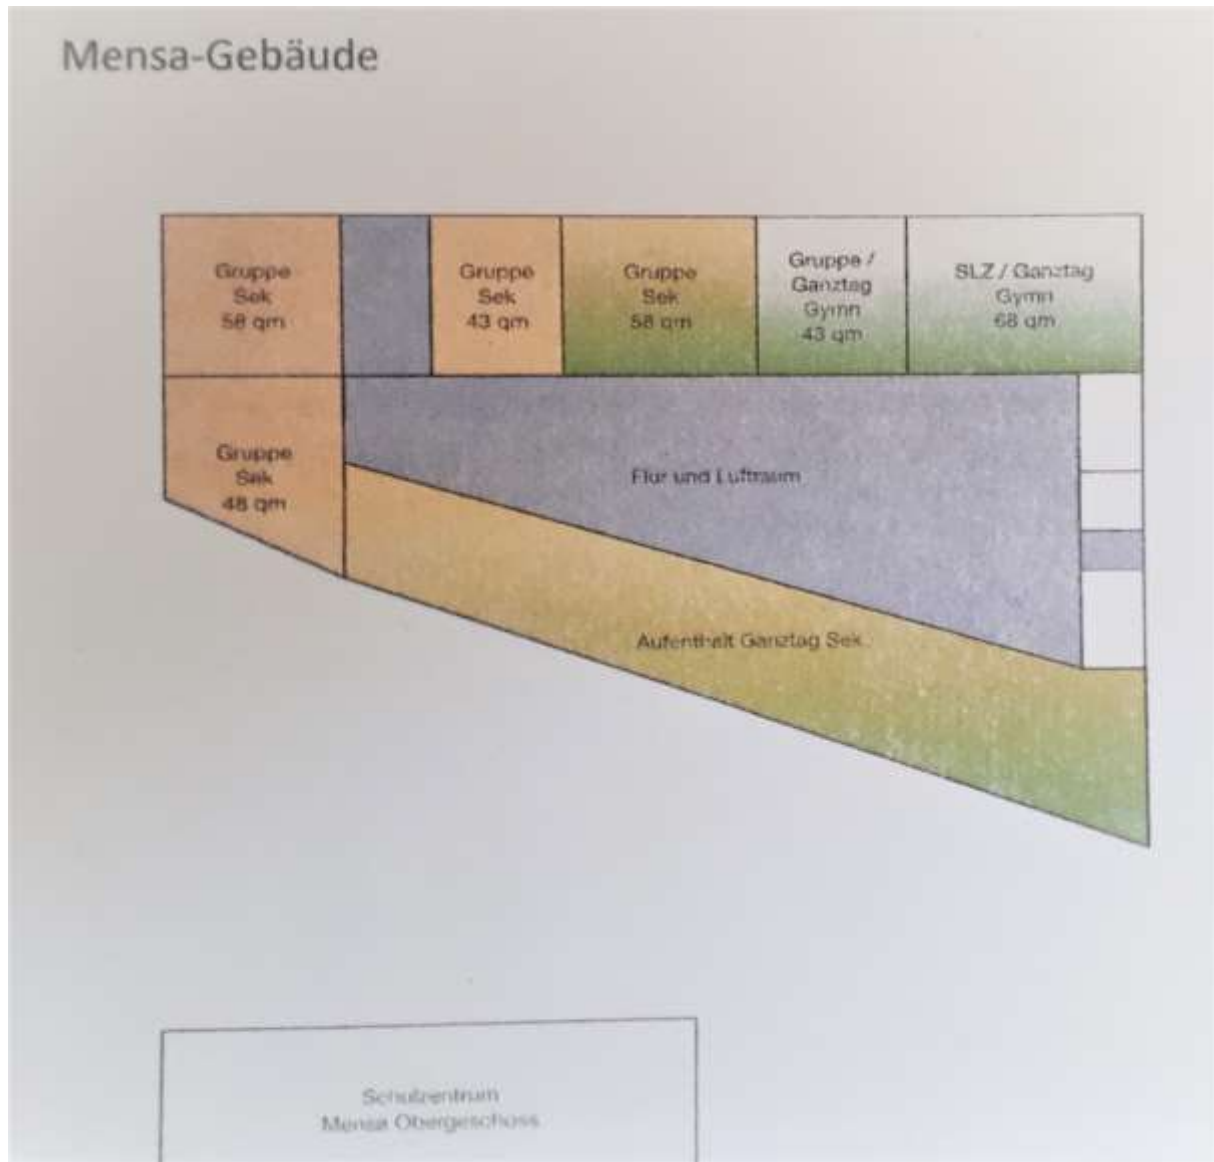 Mensa-Gebäude
Gruppe
Sek
58 qm
Gruppe
Sek
43 qm
Gruppe
Sek
58 qm
Gruppe /
Ganztag
Gymn
43 qm
SLZ / Ganztag
Gymn
68 qm
Gruppe
Sek
48 qm
Flur und Luftraum
Aufenthalt Ganztag Sek.
Schulzentrum
Mensa Obergeschoss